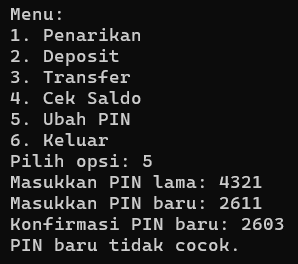 Menu:
1. Penarikan
2. Deposit
3. Transfer
4. Cek Saldo
5. Ubah PIN
6. Keluar
Pilih opsi: 5
Masukkan PIN lama: 4321
Masukkan PIN baru: 2611
Konfirmasi PIN baru: 2603
PIN baru tidak cocok.